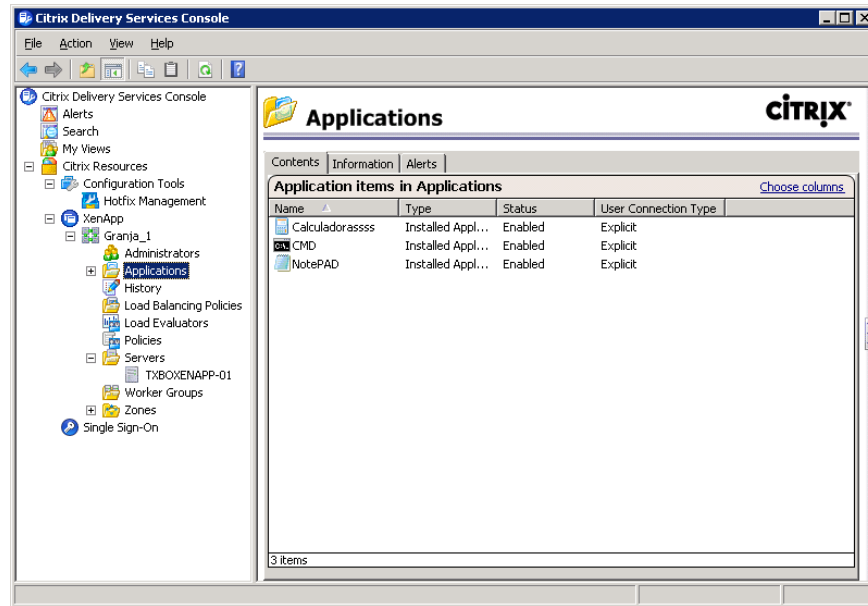 Citrix Delivery Services Console
File Action View Help
Citrix Delivery Services Console
Alerts
Search
My Views
Citrix Resources
Configuration Tools
Hotfix Management
XenApp
Granja_1
Administrators
Applications
History
Load Balancing Policies
Load Evaluators
Policies
Servers
TXBOXENAPP-01
Worker Groups
Zones
Single Sign-On
Applications
CITRIX
Contents Information Alerts
Application items in Applications Choose columns
Name Type Status User Connection Type
Calculadorassss Installed Appl... Enabled Explicit
CMD Installed Appl... Enabled Explicit
NotePAD Installed Appl... Enabled Explicit
3 items